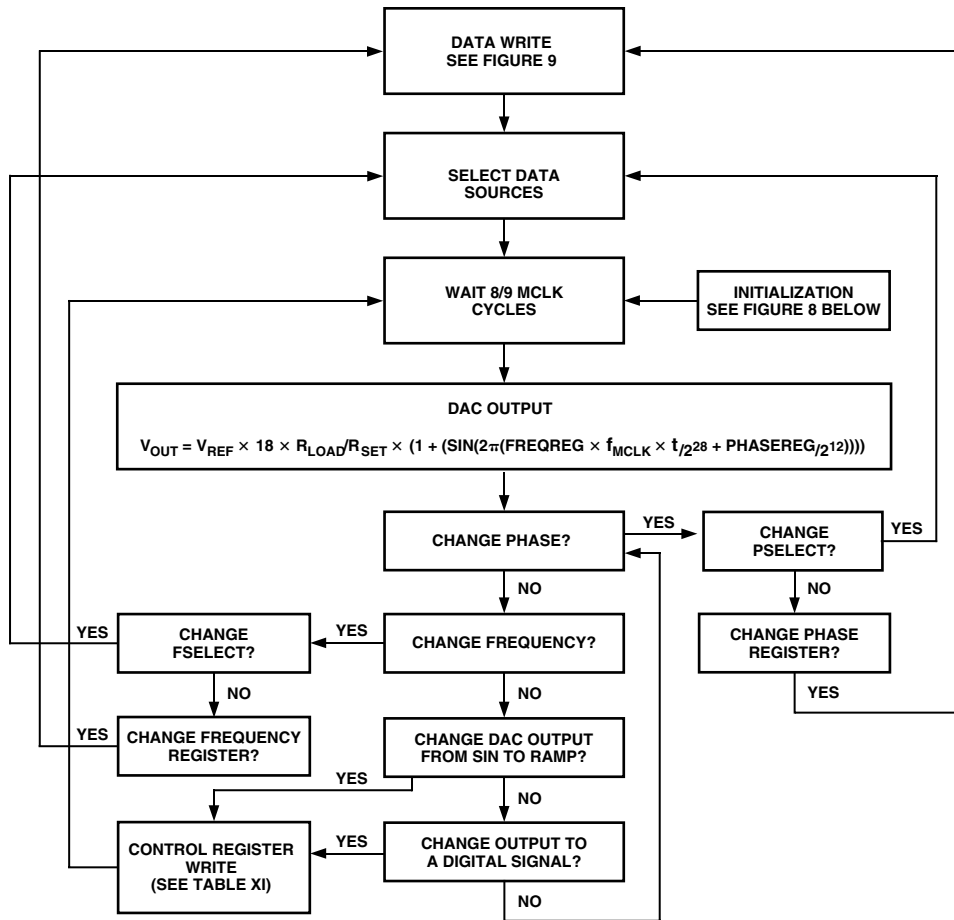 DATA WRITE
SEE FIGURE 9
SELECT DATA
SOURCES
WAIT 8/9 MCLK
CYCLES
INITIALIZATION
SEE FIGURE 8 BELOW
DAC OUTPUT
VOUT = VREF × 18 × RLOAD/RSET × (1 + (SIN(2π(FREQREG × fMCLK × t/2^28 + PHASEREG/2^12))))
CHANGE PHASE?
YES
CHANGE
PSELECT?
YES
NO
NO
YES
CHANGE
FSELECT?
YES
CHANGE FREQUENCY?
CHANGE PHASE
REGISTER?
NO
NO
YES
YES
CHANGE FREQUENCY
REGISTER?
CHANGE DAC OUTPUT
FROM SIN TO RAMP?
YES
NO
CONTROL REGISTER
WRITE
(SEE TABLE XI)
YES
CHANGE OUTPUT TO
A DIGITAL SIGNAL?
NO